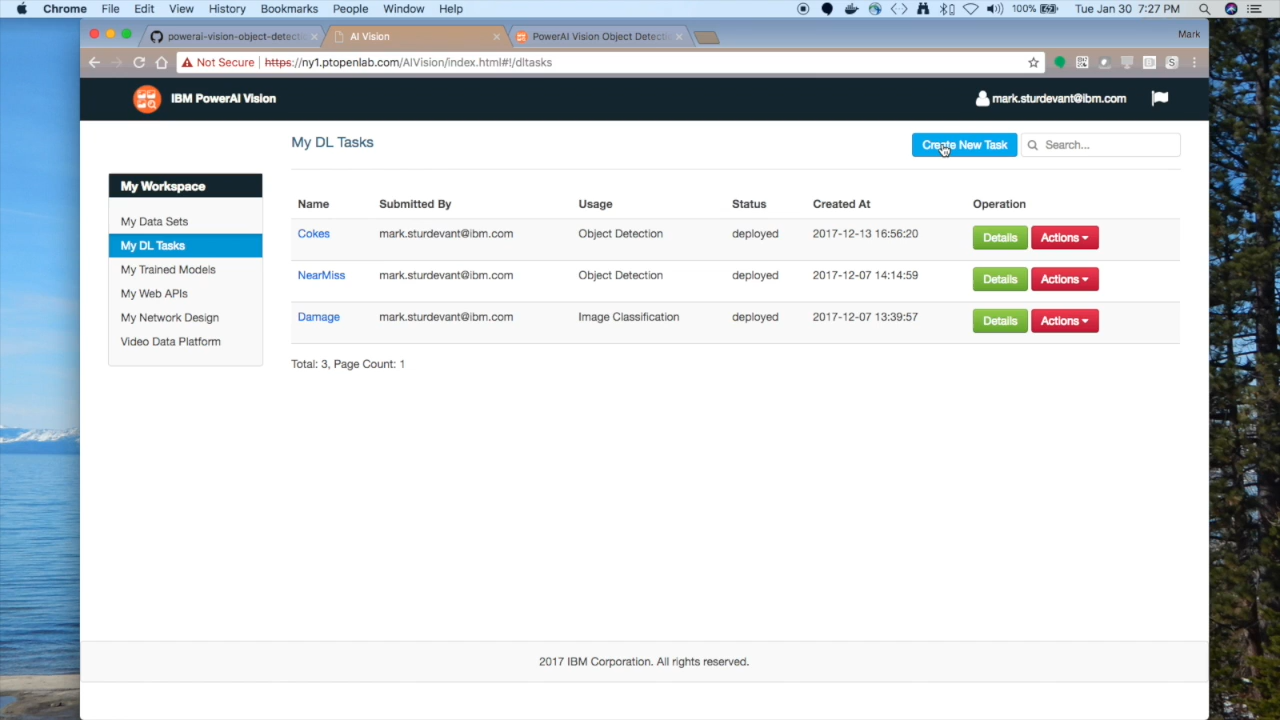 Chrome File Edit View History Bookmarks People Window Help 100% Tue Jan 30 7:27 PM
powerai-vision-object-detectic AI Vision PowerAI Vision Object Detectic Mark
Not Secure https://ny1.ptopenlab.com/AIVision/index.html#!/dltasks S
IBM PowerAI Vision mark.sturdevant@ibm.com
My DL Tasks Create New Task Search...
My Workspace
My Data Sets
My DL Tasks
My Trained Models
My Web APIs
My Network Design
Video Data Platform
Name Submitted By Usage Status Created At Operation
Cokes mark.sturdevant@ibm.com Object Detection deployed 2017-12-13 16:56:20 Details Actions
NearMiss mark.sturdevant@ibm.com Object Detection deployed 2017-12-07 14:14:59 Details Actions
Damage mark.sturdevant@ibm.com Image Classification deployed 2017-12-07 13:39:57 Details Actions
Total: 3, Page Count: 1
2017 IBM Corporation. All rights reserved.